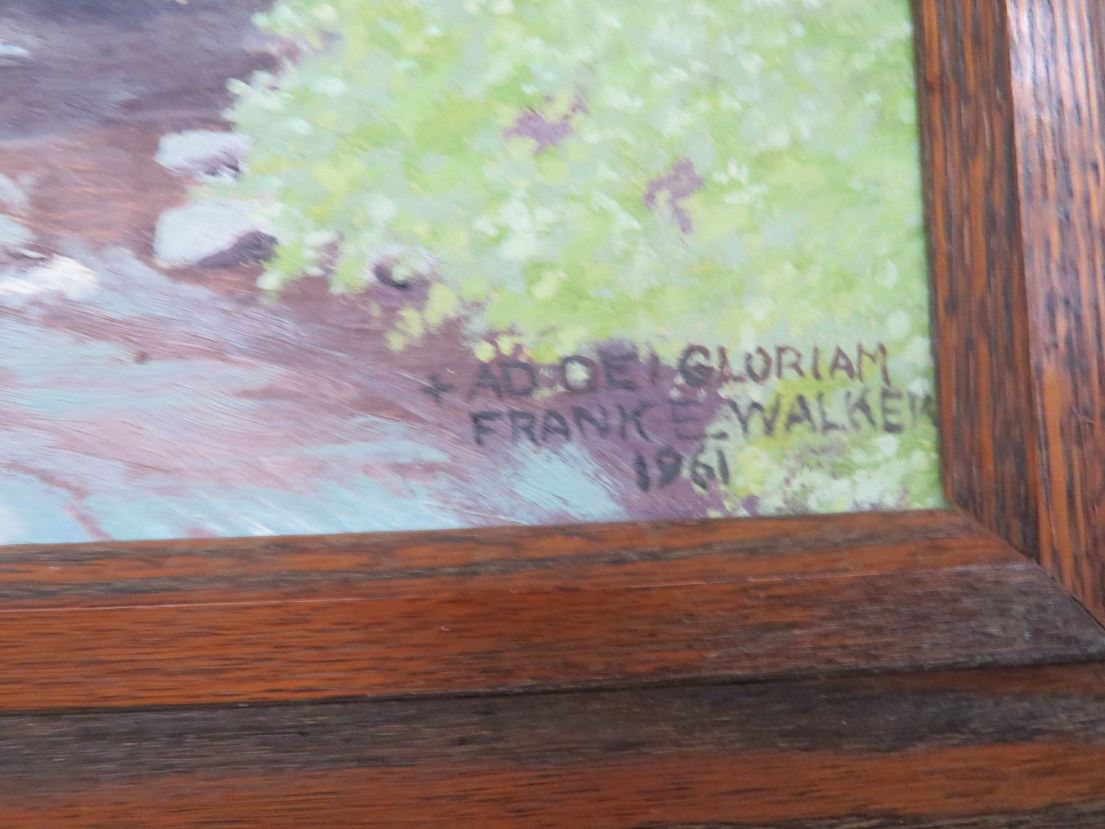 + AD DEI GLORIAM
FRANK E. WALKER
1961